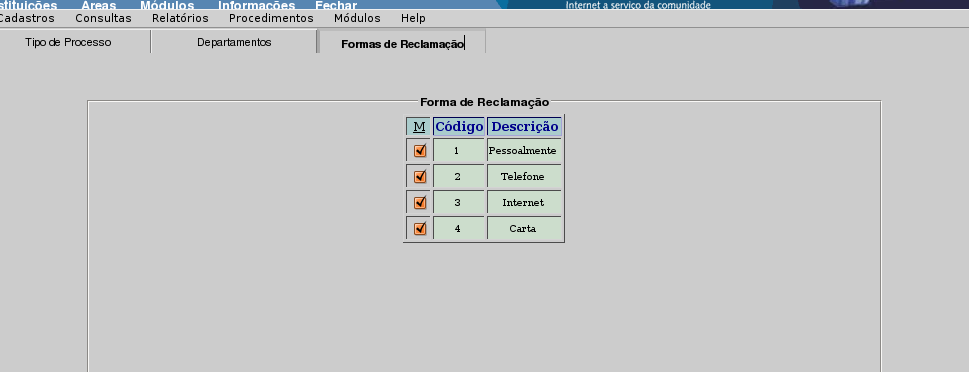 stituições Áreas Módulos Informações Fechar Internet a serviço da comunidade
Cadastros Consultas Relatórios Procedimentos Módulos Help
Tipo de Processo Departamentos Formas de Reclamação
Forma de Reclamação
M Código Descrição
1 Pessoalmente
2 Telefone
3 Internet
4 Carta